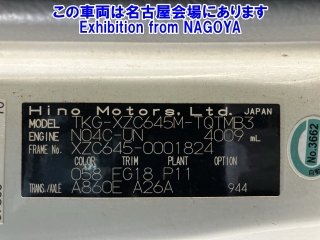 この車両は名古屋会場にあります
Exhibition from NAGOYA
Hino Motors, Ltd. JAPAN
MODEL TKG-XZC645M-TQTMB3
ENGINE N04C-UN 4009 mL
FRAME No. XZC645-0001824
COLOR TRIM PLANT OPTION
058 EG18 P11
TRANS./AXLE A860E A26A 944
No.3662